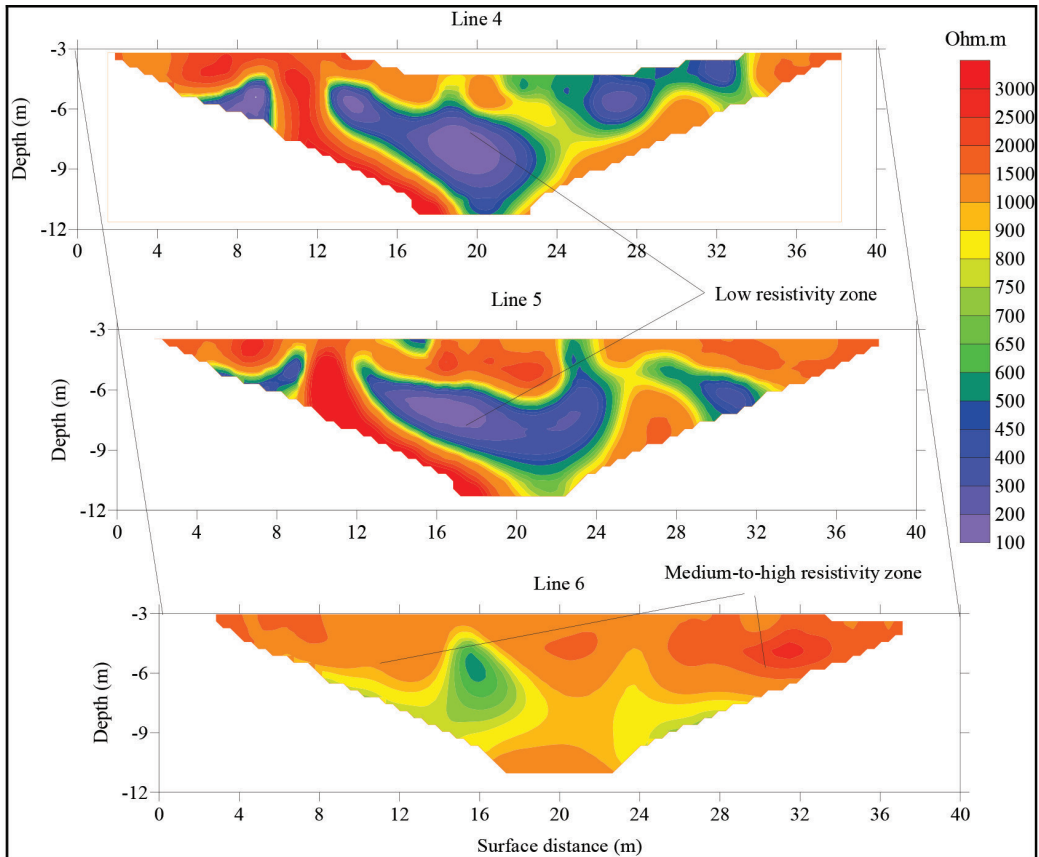 Line 4
Ohm.m
Depth (m)
-3
-6
-9
-12
0 4 8 12 16 20 24 28 32 36 40
3000
2000
1500
1000
900
800
700
650
600
500
450
400
300
200
100
Low resistivity zone
Line 5
Depth (m)
-3
-6
-9
-12
0 4 8 12 16 20 24 28 32 36 40
Medium-to-high resistivity zone
Line 6
Depth (m)
-3
-6
-9
-12
0 4 8 12 16 20 24 28 32 36 40
Surface distance (m)